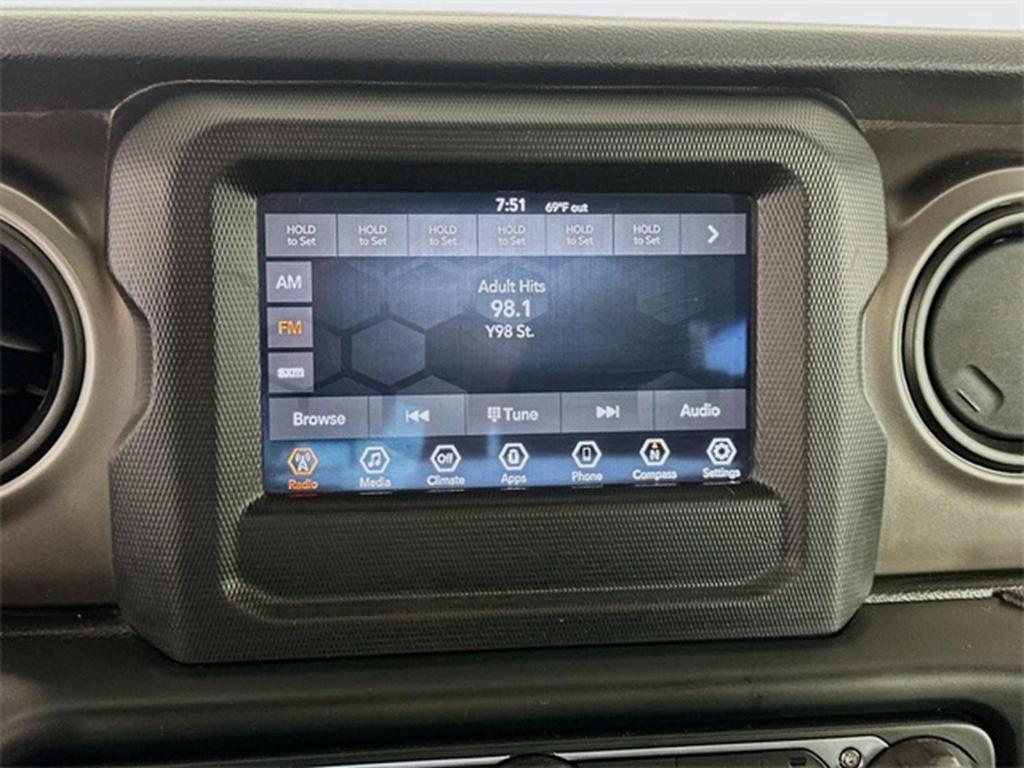 7:51 69°F out
HOLD to Set HOLD to Set HOLD to Set HOLD to Set HOLD to Set HOLD to Set >
AM
Adult Hits
98.1
FM
Y98 St.
sxm
Browse Tune Audio
Off N
Radio Media Climate Apps Phone Compass Settings